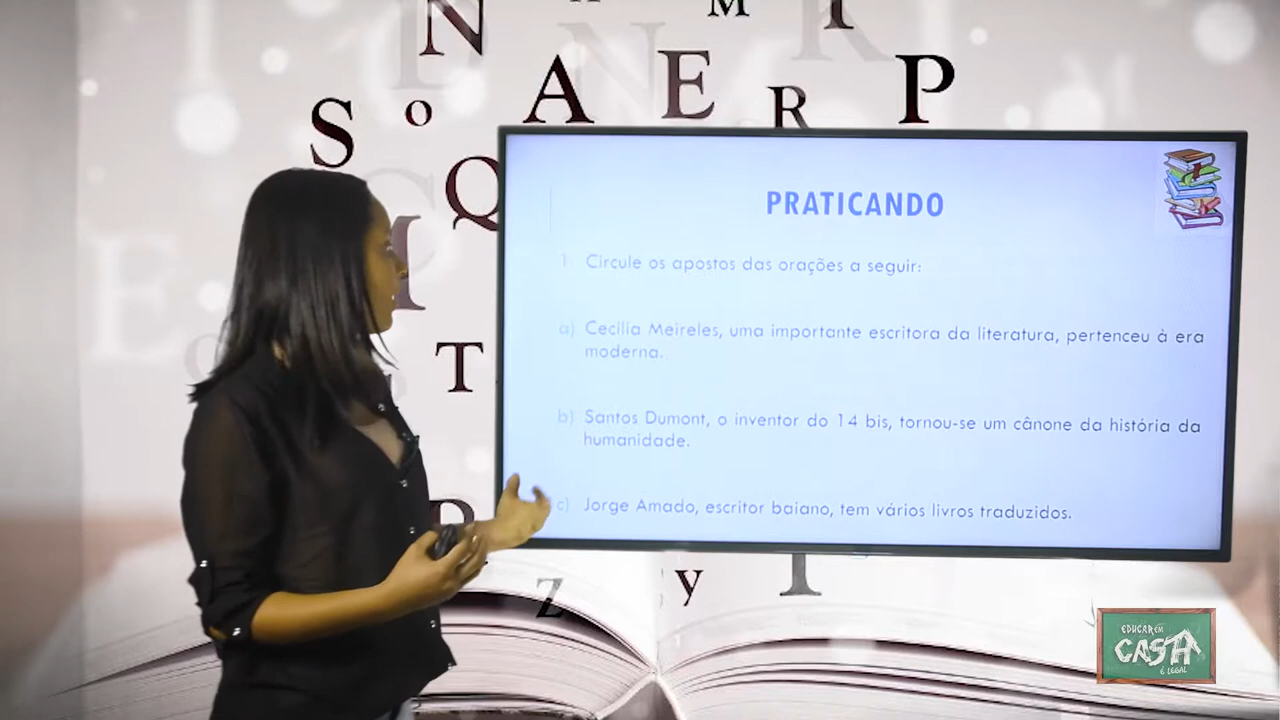 N M I
S o A E R P
Q
I
T
PRATICANDO
1. Circule os apostos das orações a seguir:
a) Cecília Meireles, uma importante escritora da literatura, pertenceu à era
moderna.
b) Santos Dumont, o inventor do 14 bis, tornou-se um cânone da história da
humanidade.
c) Jorge Amado, escritor baiano, tem vários livros traduzidos.
Z y I
EDUCAR EM
CASA
É LEGAL